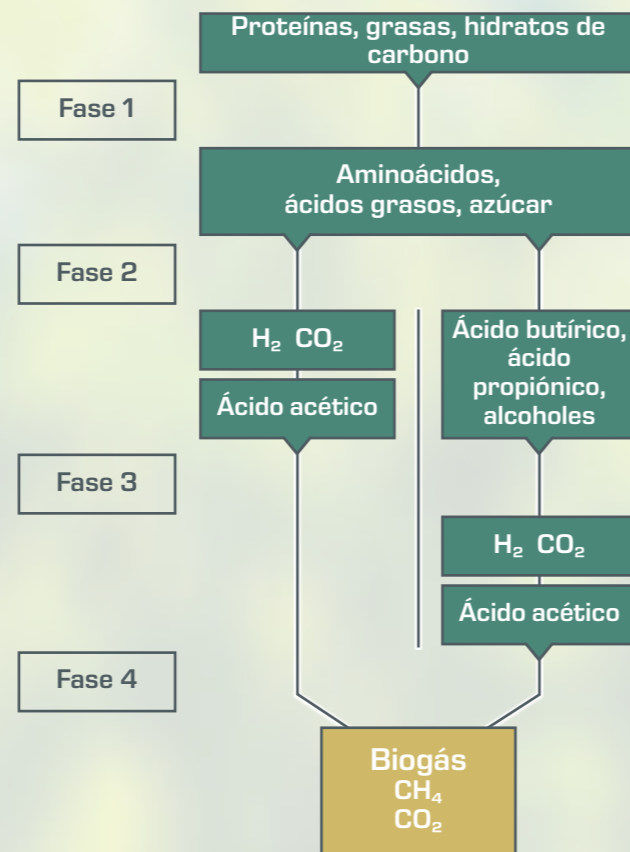 Proteínas, grasas, hidratos de
carbono
Fase 1
Aminoácidos,
ácidos grasos, azúcar
Fase 2
H₂ CO₂
Ácido acético
Ácido butírico,
ácido
propiónico,
alcoholes
Fase 3
H₂ CO₂
Ácido acético
Fase 4
Biogás
CH₄
CO₂